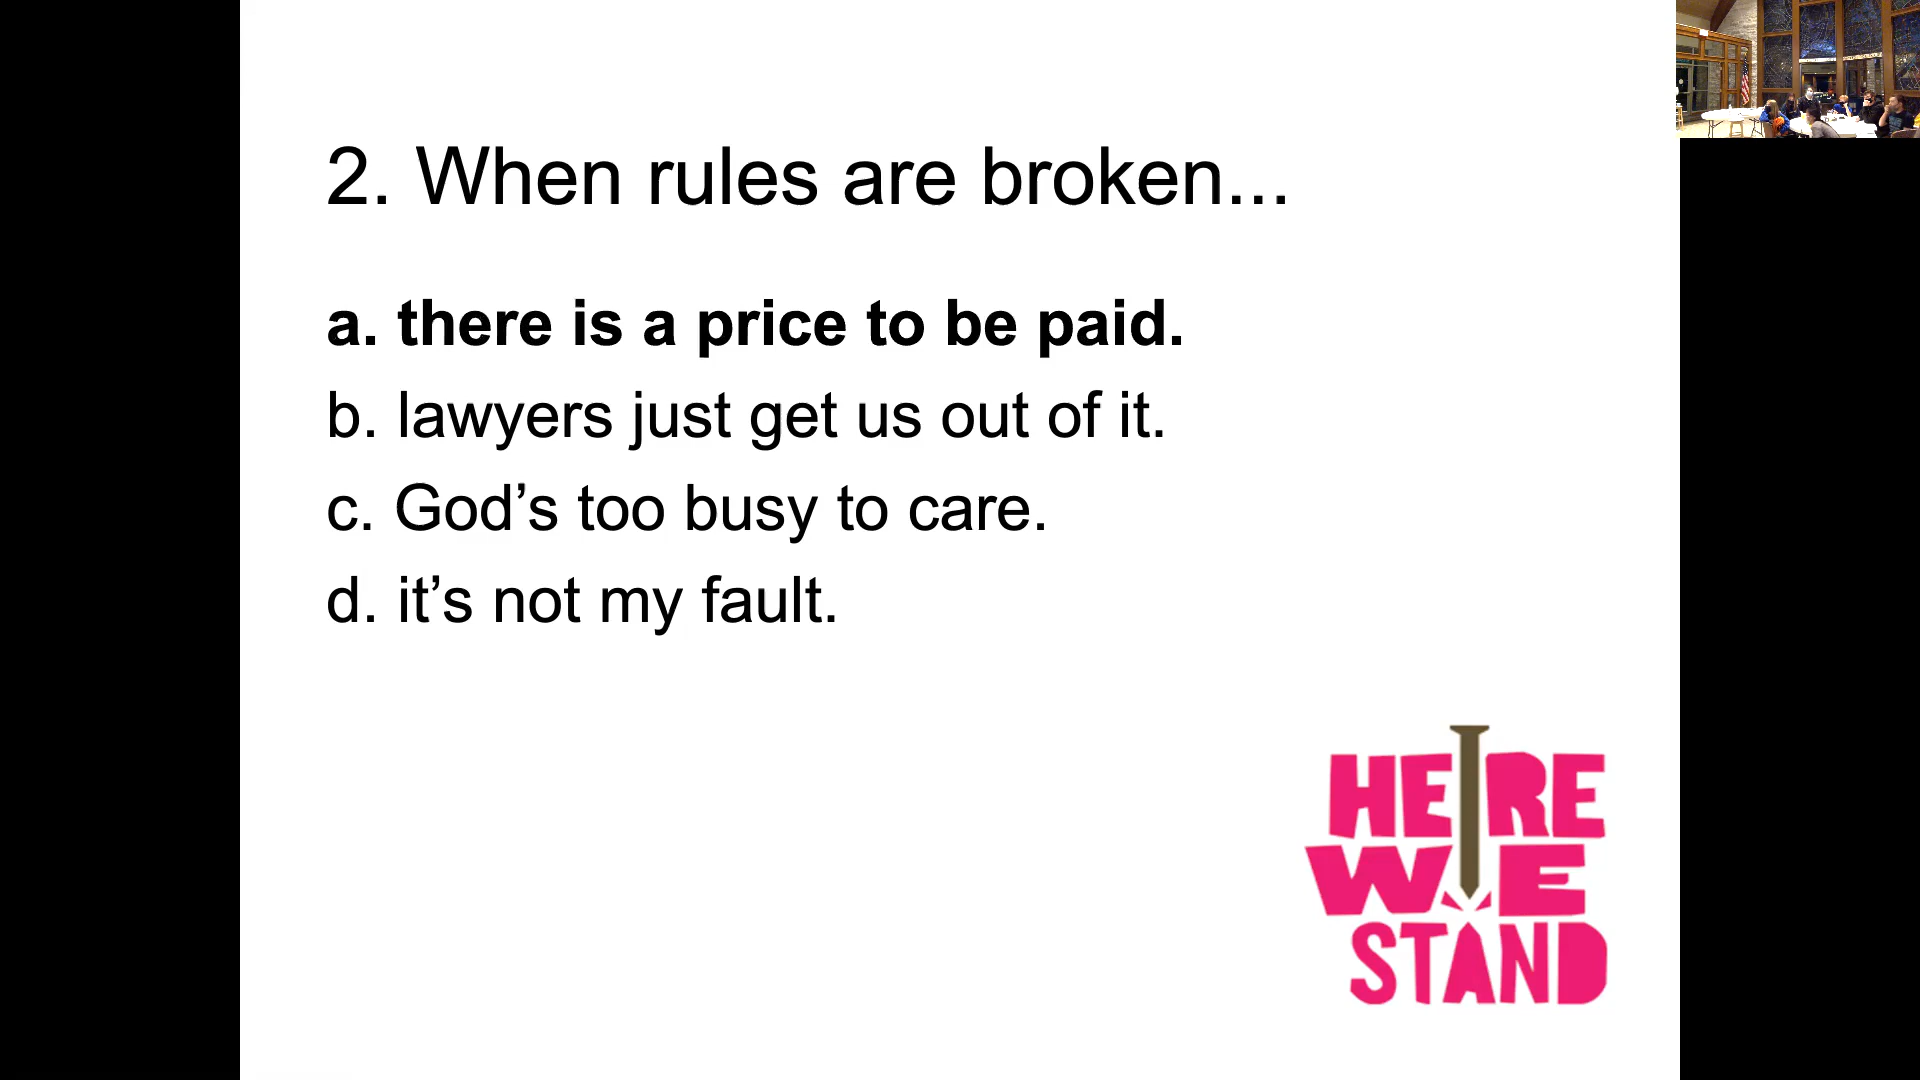 2. When rules are broken...
a. there is a price to be paid.
b. lawyers just get us out of it.
c. God’s too busy to care.
d. it’s not my fault.
HERE
WE
STAND